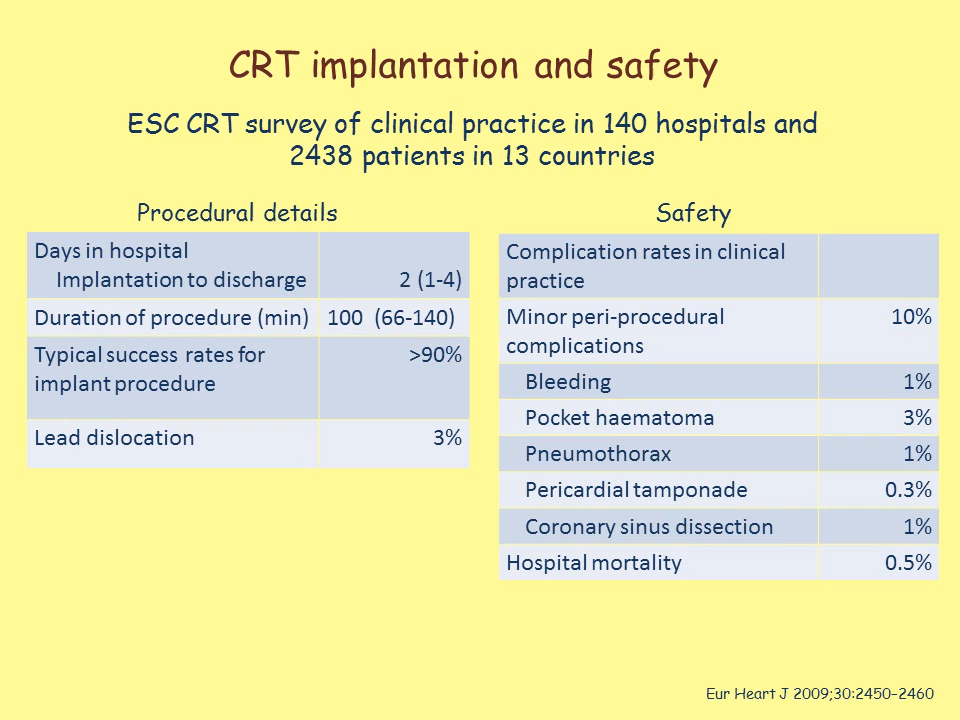 CRT implantation and safety
ESC CRT survey of clinical practice in 140 hospitals and
2438 patients in 13 countries
Procedural details
Days in hospital
Implantation to discharge 2 (1-4)
Duration of procedure (min) 100 (66-140)
Typical success rates for >90%
implant procedure
Lead dislocation 3%
Safety
Complication rates in clinical
practice
Minor peri-procedural 10%
complications
Bleeding 1%
Pocket haematoma 3%
Pneumothorax 1%
Pericardial tamponade 0.3%
Coronary sinus dissection 1%
Hospital mortality 0.5%
Eur Heart J 2009;30:2450–2460